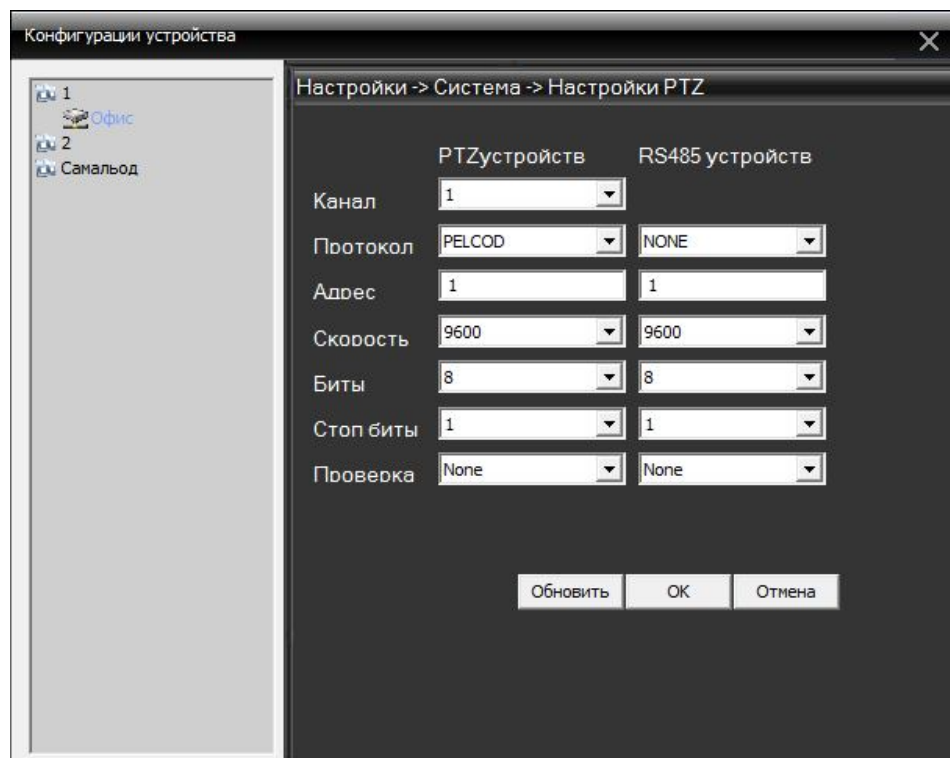 Конфигурации устройства
1
Офис
2
Самальод
Настройки -> Система -> Настройки PTZ
PTZустройств RS485 устройств
Канал 1
Протокол PELCOD NONE
Адрес 1 1
Скорость 9600 9600
Биты 8 8
Стоп биты 1 1
Проверка None None
Обновить OK Отмена